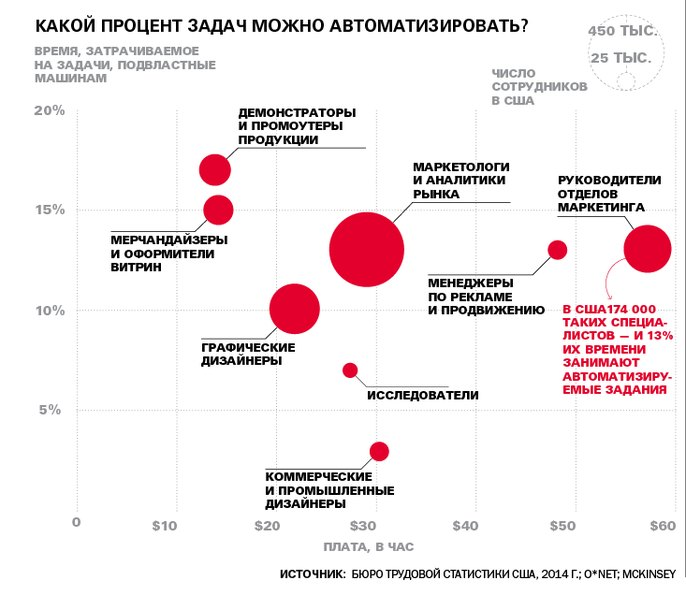 КАКОЙ ПРОЦЕНТ ЗАДАЧ МОЖНО АВТОМАТИЗИРОВАТЬ?
ВРЕМЯ, ЗАТРАЧИВАЕМОЕ
НА ЗАДАЧИ, ПОДВЛАСТНЫЕ
МАШИНАМ
450 ТЫС.
25 ТЫС.
ЧИСЛО
СОТРУДНИКОВ
В США
20%
ДЕМОНСТРАТОРЫ
И ПРОМОУТЕРЫ
ПРОДУКЦИИ
МАРКЕТОЛОГИ
И АНАЛИТИКИ
РЫНКА
РУКОВОДИТЕЛИ
ОТДЕЛОВ
МАРКЕТИНГА
15%
МЕРЧАНДАЙЗЕРЫ
И ОФОРМИТЕЛИ
ВИТРИН
МЕНЕДЖЕРЫ
ПО РЕКЛАМЕ
И ПРОДВИЖЕНИЮ
10%
В США174 000
ТАКИХ СПЕЦИА-
ЛИСТОВ — И 13%
ИХ ВРЕМЕНИ
ЗАНИМАЮТ
АВТОМАТИЗИРУ-
ЕМЫЕ ЗАДАНИЯ
ГРАФИЧЕСКИЕ
ДИЗАЙНЕРЫ
ИССЛЕДОВАТЕЛИ
5%
КОММЕРЧЕСКИЕ
И ПРОМЫШЛЕННЫЕ
ДИЗАЙНЕРЫ
0
$10
$20
$30
$40
$50
$60
ПЛАТА, В ЧАС
ИСТОЧНИК: БЮРО ТРУДОВОЙ СТАТИСТИКИ США, 2014 Г.; O*NET; MCKINSEY